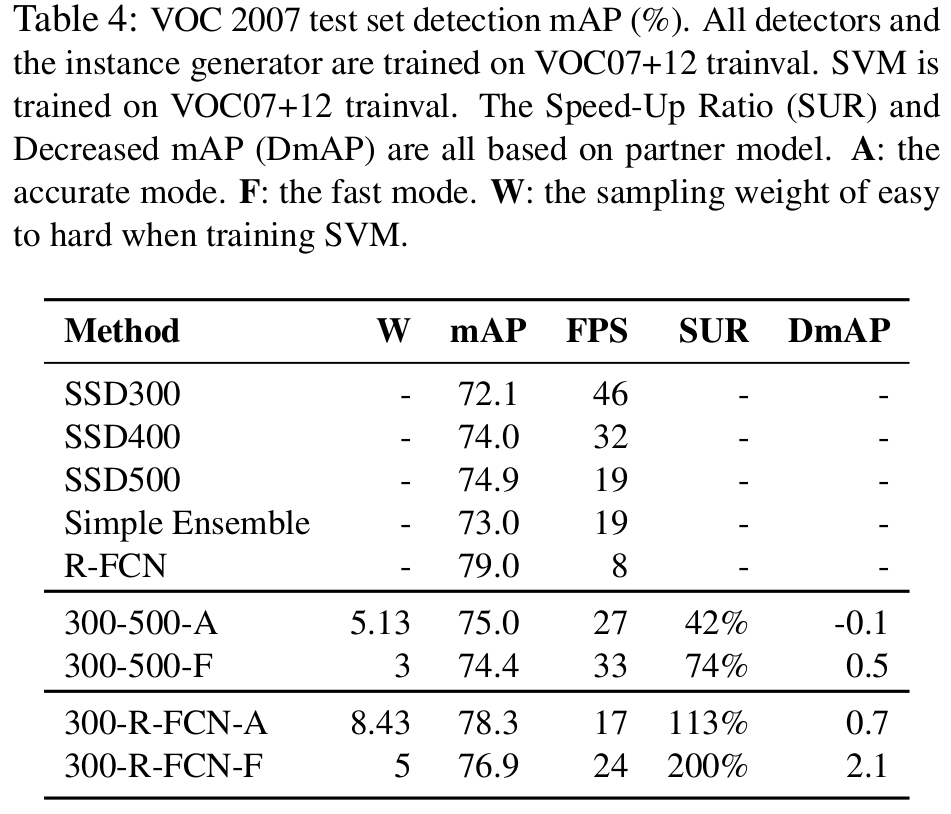 Table 4: VOC 2007 test set detection mAP (%). All detectors and
the instance generator are trained on VOC07+12 trainval. SVM is
trained on VOC07+12 trainval. The Speed-Up Ratio (SUR) and
Decreased mAP (DmAP) are all based on partner model. A: the
accurate mode. F: the fast mode. W: the sampling weight of easy
to hard when training SVM.
Method W mAP FPS SUR DmAP
SSD300 - 72.1 46 - -
SSD400 - 74.0 32 - -
SSD500 - 74.9 19 - -
Simple Ensemble - 73.0 19 - -
R-FCN - 79.0 8 - -
300-500-A 5.13 75.0 27 42% -0.1
300-500-F 3 74.4 33 74% 0.5
300-R-FCN-A 8.43 78.3 17 113% 0.7
300-R-FCN-F 5 76.9 24 200% 2.1